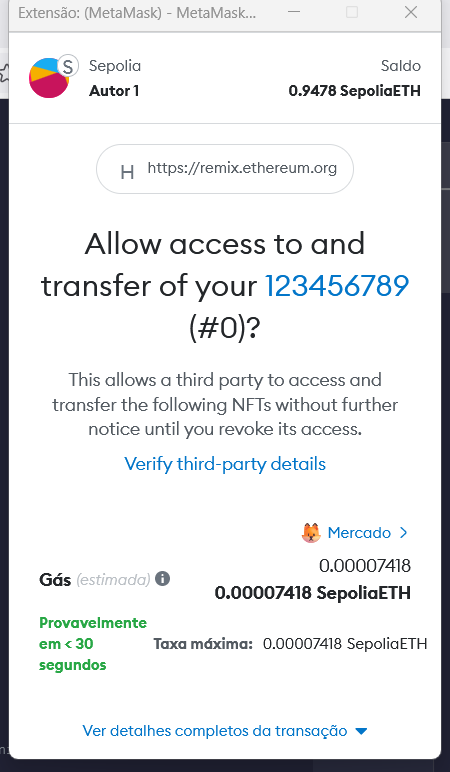 Extensão: (MetaMask) - MetaMask...
Sepolia
Saldo
S
Autor 1
0.9478 SepoliaETH
H https://remix.ethereum.org
Allow access to and
transfer of your 123456789
(#0)?
This allows a third party to access and
transfer the following NFTs without further
notice until you revoke its access.
Verify third-party details
Mercado
0.00007418
Gás (estimada)
0.00007418 SepoliaETH
Provavelmente
em < 30
segundos
Taxa máxima: 0.00007418 SepoliaETH
Ver detalhes completos da transação